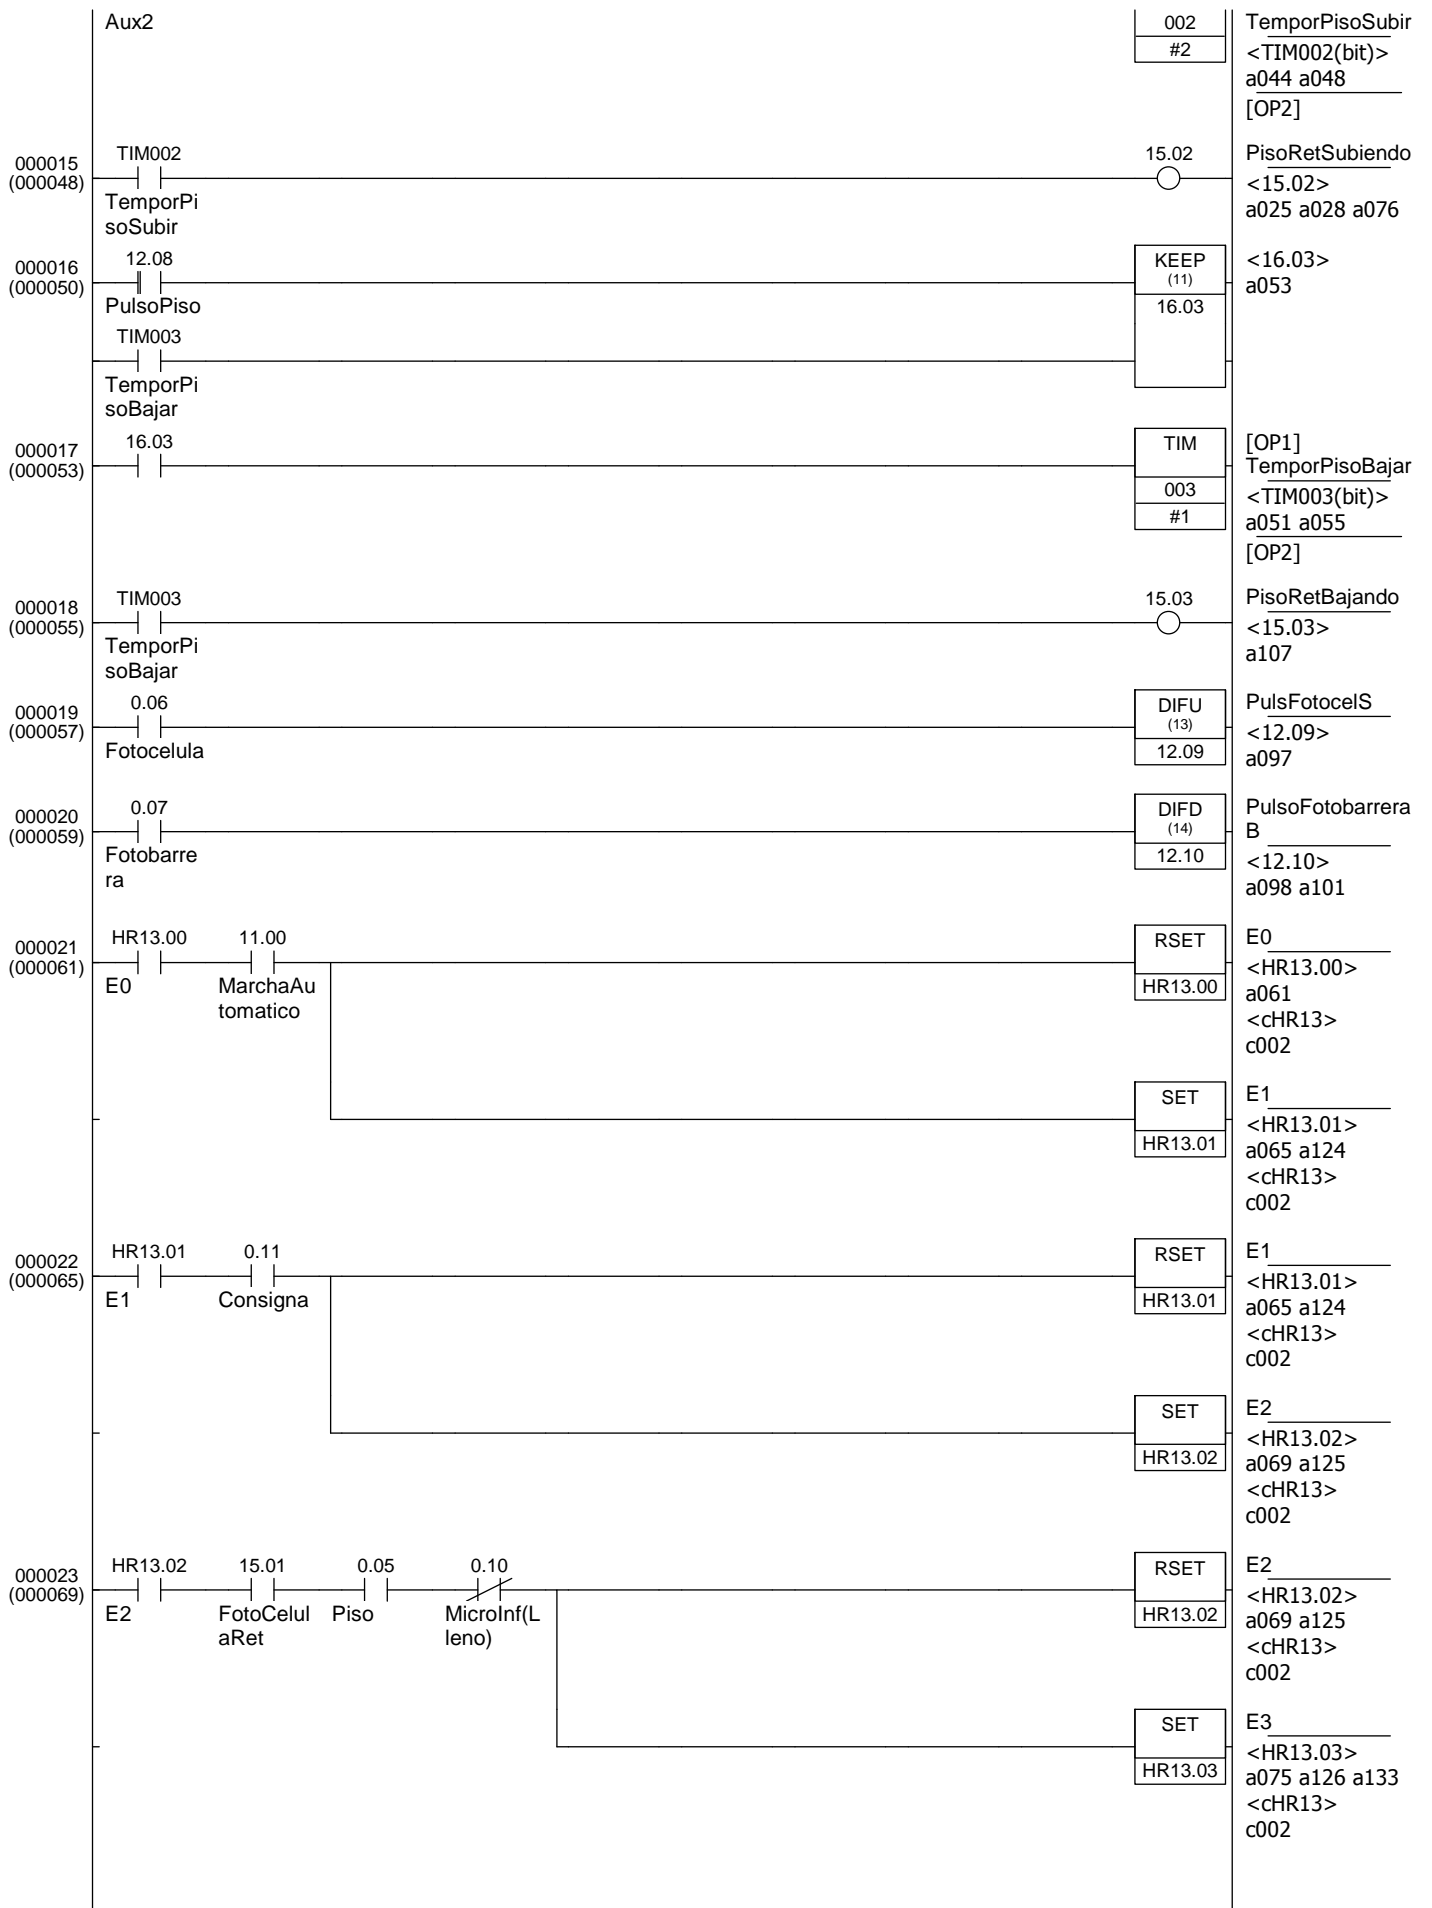 Aux2
002
#2
TemporPisoSubir
<TIM002(bit)>
a044 a048
[OP2]
000015
(000048)
TIM002
TemporPi
soSubir
15.02
PisoRetSubiendo
<15.02>
a025 a028 a076
000016
(000050)
12.08
PulsoPiso
TIM003
TemporPi
soBajar
KEEP
(11)
16.03
<16.03>
a053
000017
(000053)
16.03
TIM
003
#1
[OP1]
TemporPisoBajar
<TIM003(bit)>
a051 a055
[OP2]
000018
(000055)
TIM003
TemporPi
soBajar
15.03
PisoRetBajando
<15.03>
a107
000019
(000057)
0.06
Fotocelula
DIFU
(13)
12.09
PulsFotocelS
<12.09>
a097
000020
(000059)
0.07
Fotobarre
ra
DIFD
(14)
12.10
PulsoFotobarrera
B
<12.10>
a098 a101
000021
(000061)
HR13.00
E0
11.00
MarchaAu
tomatico
RSET
HR13.00
E0
<HR13.00>
a061
<cHR13>
c002
SET
HR13.01
E1
<HR13.01>
a065 a124
<cHR13>
c002
000022
(000065)
HR13.01
E1
0.11
Consigna
RSET
HR13.01
E1
<HR13.01>
a065 a124
<cHR13>
c002
SET
HR13.02
E2
<HR13.02>
a069 a125
<cHR13>
c002
000023
(000069)
HR13.02
E2
15.01
FotoCelul
aRet
0.05
Piso
0.10
MicroInf(L
leno)
RSET
HR13.02
E2
<HR13.02>
a069 a125
<cHR13>
c002
SET
HR13.03
E3
<HR13.03>
a075 a126 a133
<cHR13>
c002